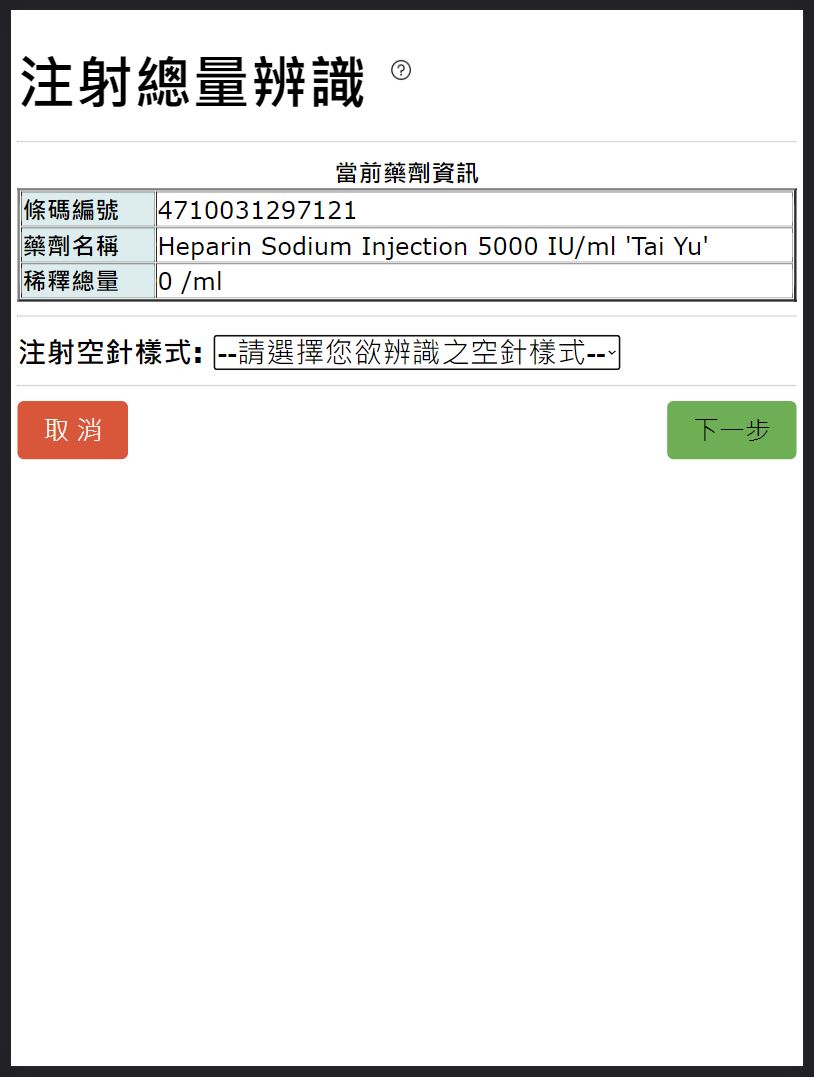 注射總量辨識 ?
當前藥劑資訊
條碼編號 4710031297121
藥劑名稱 Heparin Sodium Injection 5000 IU/ml 'Tai Yu'
稀釋總量 0 /ml
注射空針樣式: --請選擇您欲辨識之空針樣式--
取 消 下一步